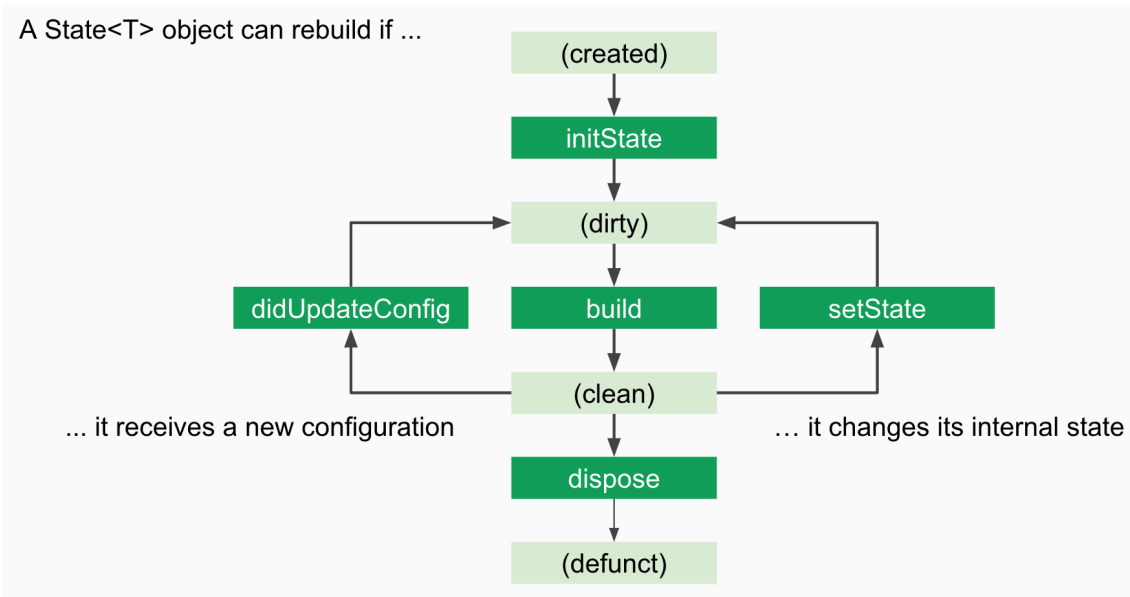 A State<T> object can rebuild if ...
(created)
initState
(dirty)
didUpdateConfig
build
setState
(clean)
... it receives a new configuration
… it changes its internal state
dispose
(defunct)